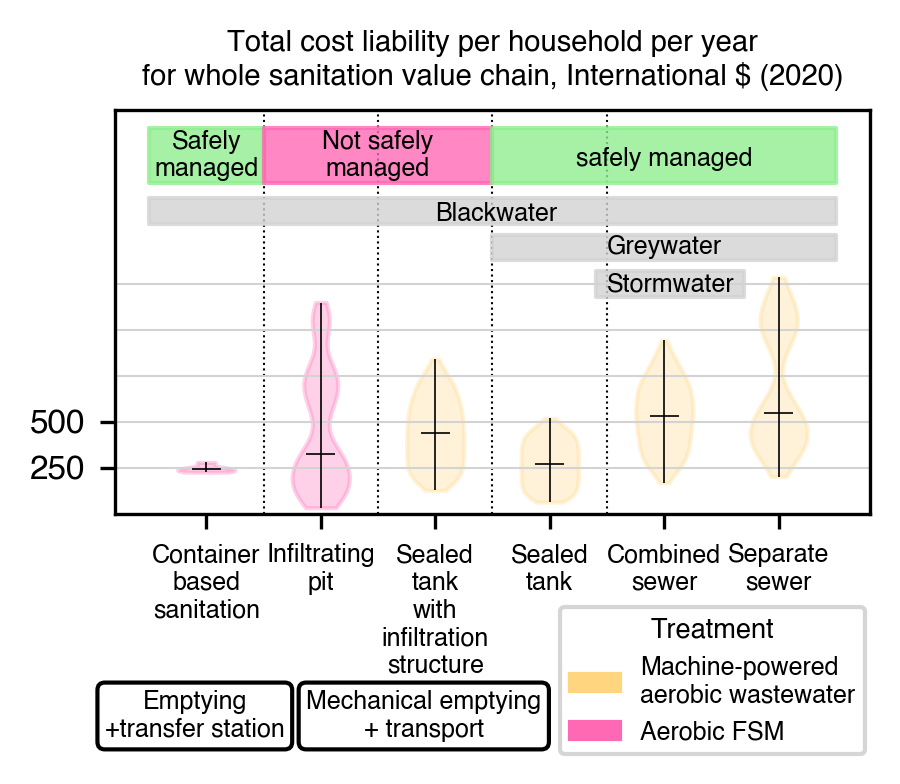 Total cost liability per household per year
for whole sanitation value chain, International $ (2020)
Safely
managed
Not safely
managed
safely managed
Blackwater
Greywater
Stormwater
500
250
Container
based
sanitation
Infiltrating
pit
Sealed
tank
with
infiltration
structure
Sealed
tank
Combined
sewer
Separate
sewer
Emptying
+transfer station
Mechanical emptying
+ transport
Treatment
Machine-powered
aerobic wastewater
Aerobic FSM